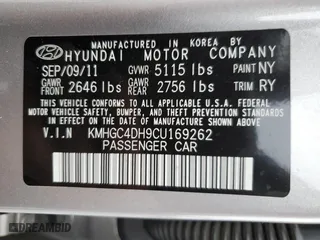 MANUFACTURED IN KOREA BY
HYUNDAI MOTOR COMPANY
SEP/09/11 GVWR 5115 lbs PAINT NY
GAWR FRONT 2646 lbs GAWR REAR 2756 lbs TRIM RY
THIS VEHICLE CONFORMS TO ALL APPLICABLE U.S.
FEDERAL MOTOR VEHICLE SAFETY, BUMPER, AND THEFT
PREVENTION STANDARDS IN EFFECT ON THE DATE OF
MANUFACTURE SHOWN ABOVE.
V.I.N KMHGC4DH9CU169262
PASSENGER CAR
DREAMBID